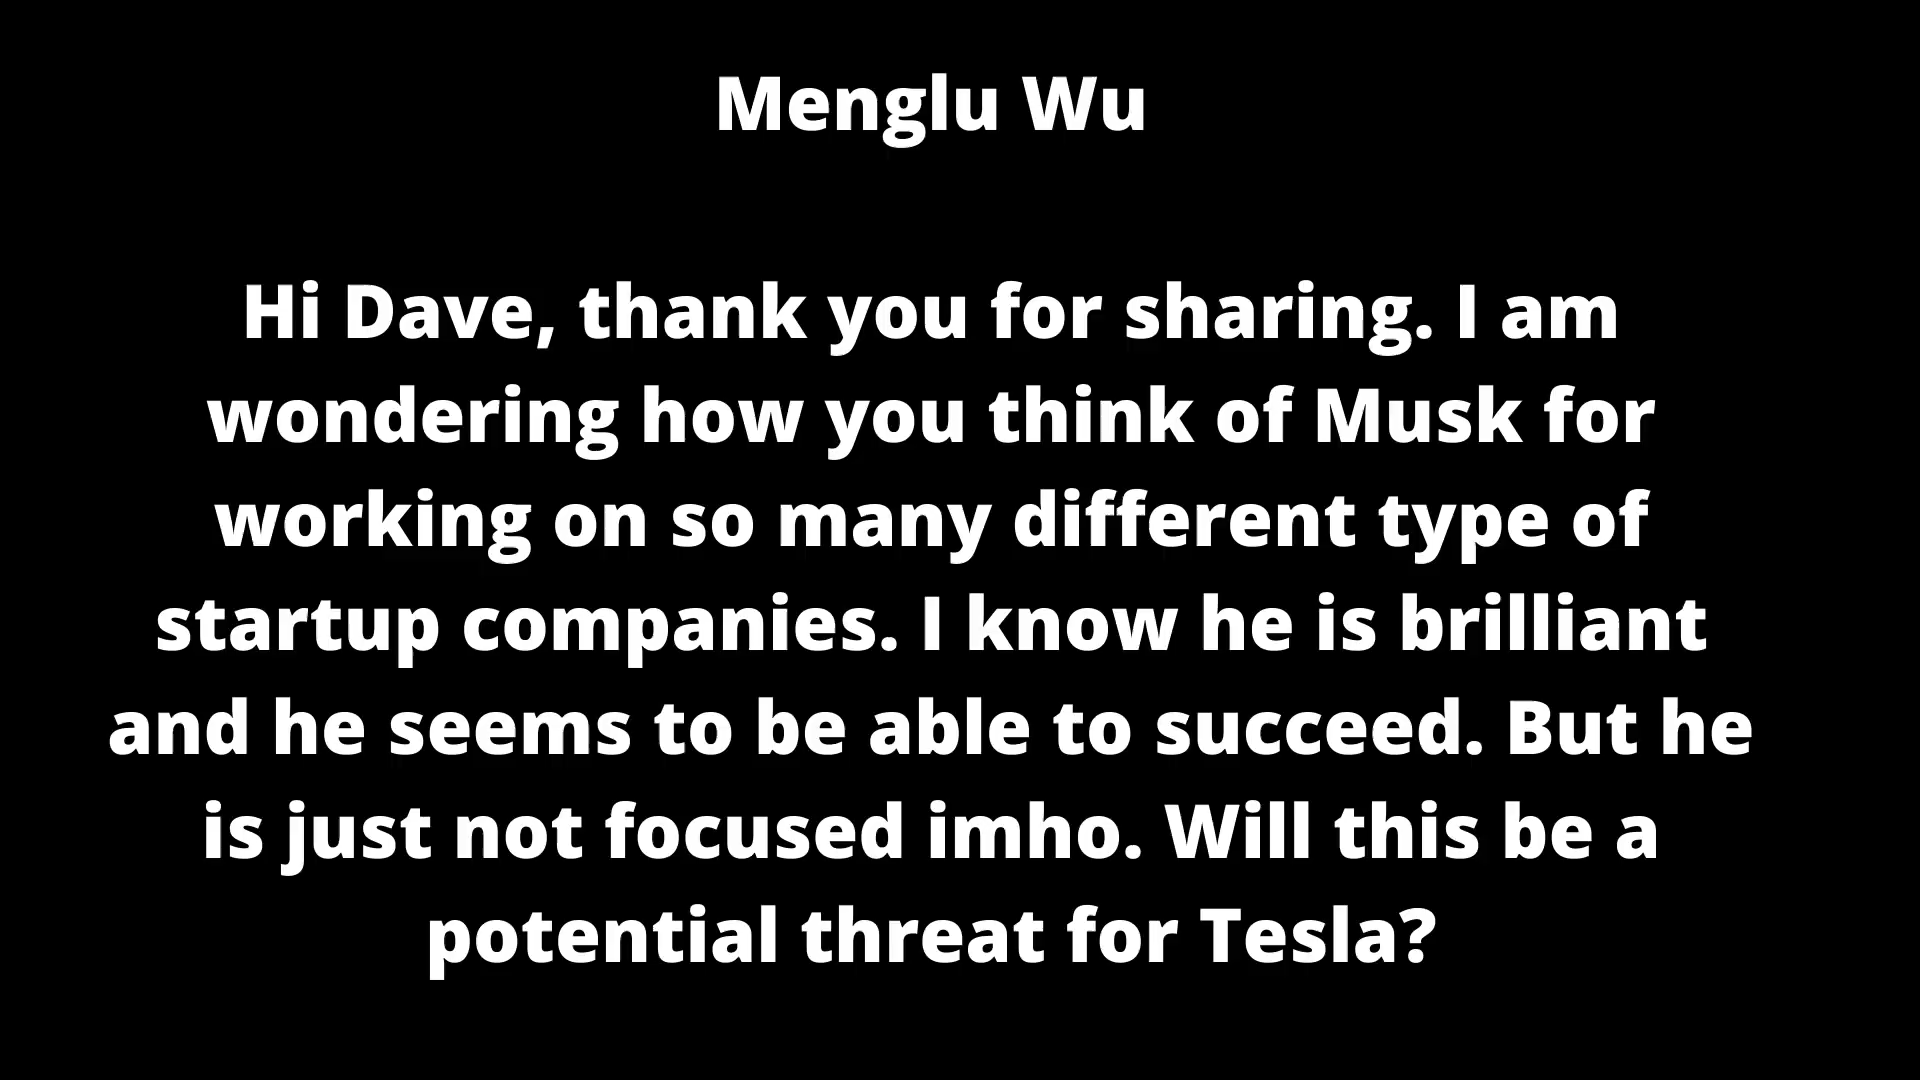 Menglu Wu
Hi Dave, thank you for sharing. I am
wondering how you think of Musk for
working on so many different type of
startup companies. I know he is brilliant
and he seems to be able to succeed. But he
is just not focused imho. Will this be a
potential threat for Tesla?